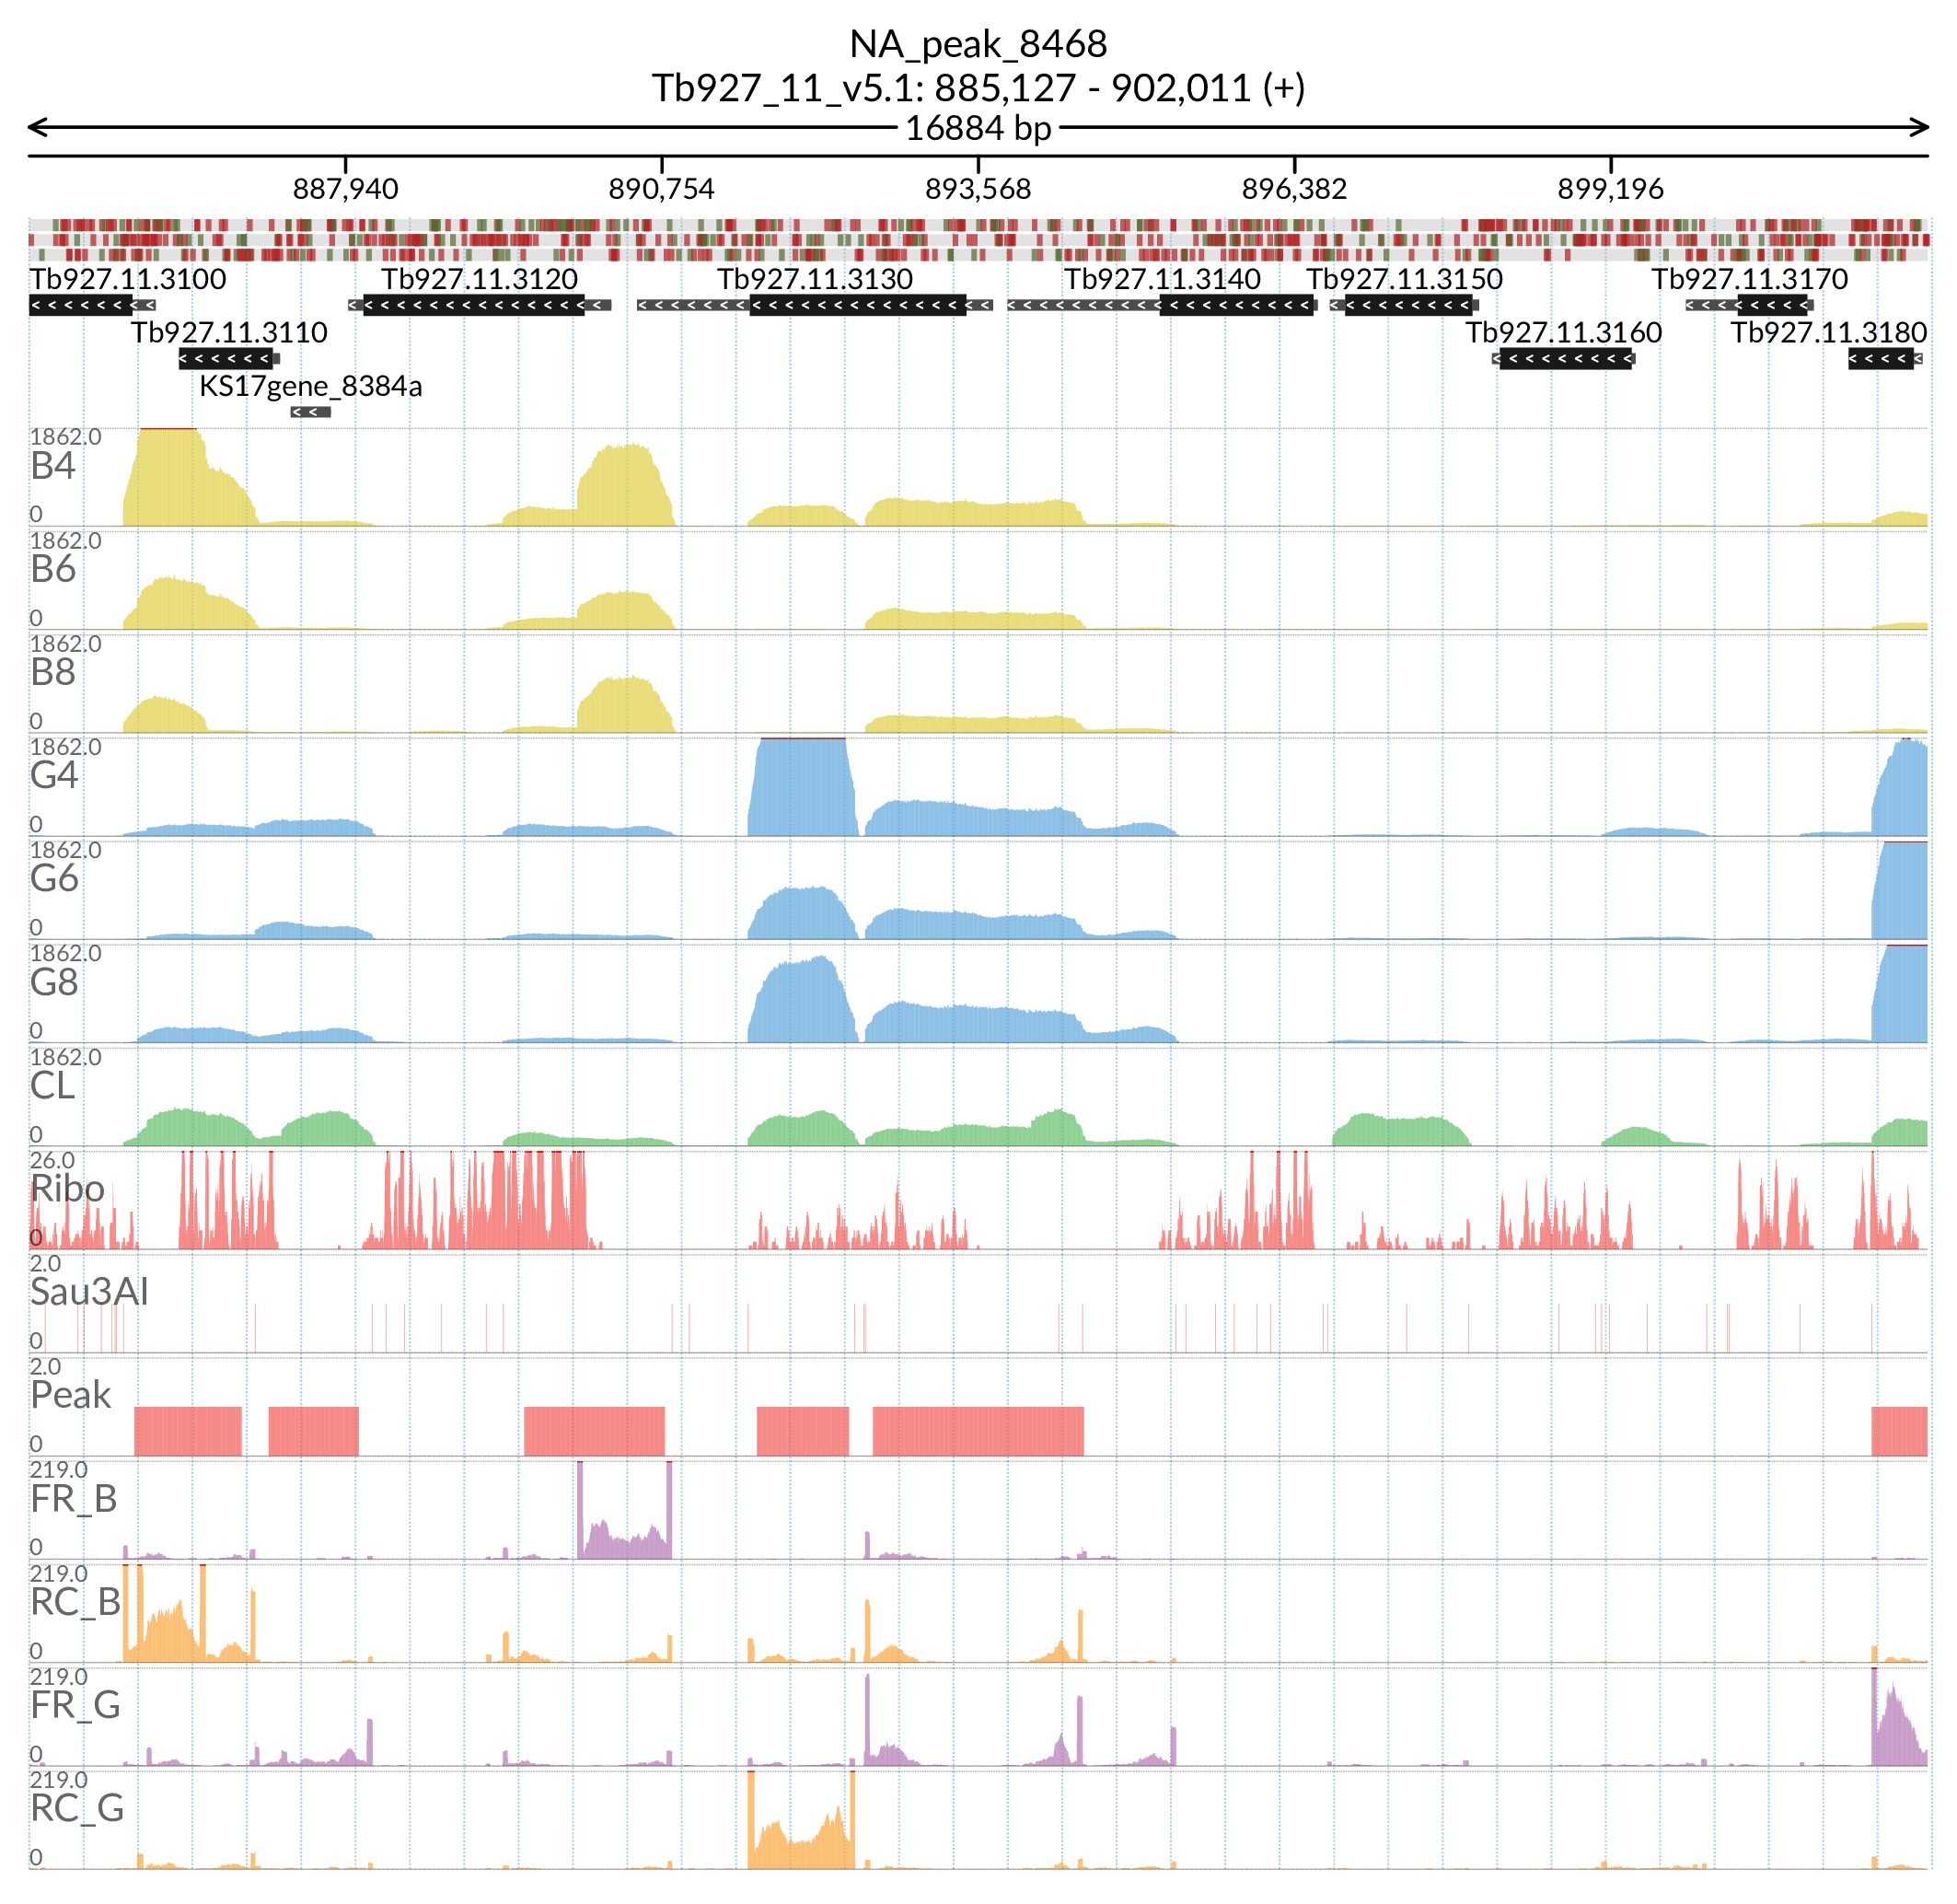 NA_peak_8468
Tb927_11_v5.1: 885,127 - 902,011 (+)
16884 bp
887,940 890,754 893,568 896,382 899,196
Tb927.11.3100 Tb927.11.3120 Tb927.11.3130 Tb927.11.3140 Tb927.11.3150 Tb927.11.3170
Tb927.11.3110 Tb927.11.3160 Tb927.11.3180
KS17gene_8384a
1862.0
B4
0
1862.0
B6
0
1862.0
B8
0
1862.0
G4
0
1862.0
G6
0
1862.0
G8
0
1862.0
CL
0
26.0
Ribo
0
2.0
Sau3AI
0
2.0
Peak
0
219.0
FR_B
0
219.0
RC_B
0
219.0
FR_G
0
219.0
RC_G
0